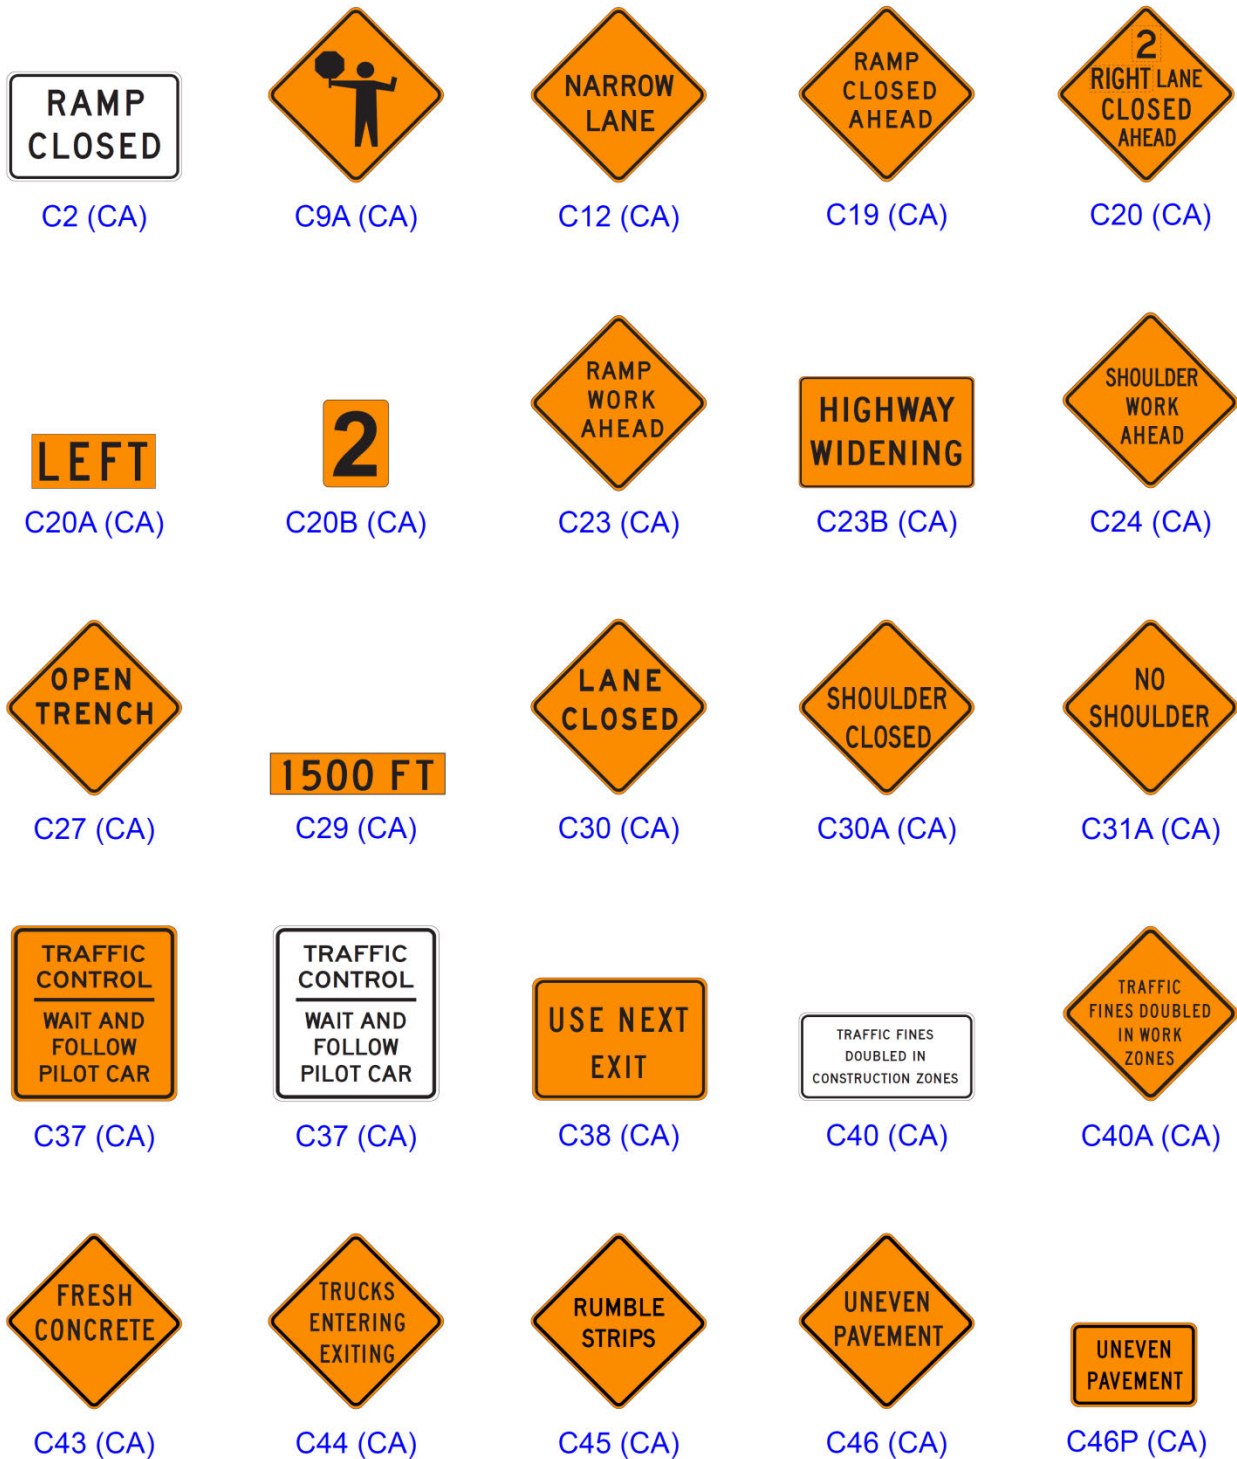 RAMP
CLOSED
C2 (CA)
C9A (CA)
NARROW
LANE
C12 (CA)
RAMP
CLOSED
AHEAD
C19 (CA)
2
RIGHT LANE
CLOSED
AHEAD
C20 (CA)
LEFT
C20A (CA)
2
C20B (CA)
RAMP
WORK
AHEAD
C23 (CA)
HIGHWAY
WIDENING
C23B (CA)
SHOULDER
WORK
AHEAD
C24 (CA)
OPEN
TRENCH
C27 (CA)
1500 FT
C29 (CA)
LANE
CLOSED
C30 (CA)
SHOULDER
CLOSED
C30A (CA)
NO
SHOULDER
C31A (CA)
TRAFFIC
CONTROL
WAIT AND
FOLLOW
PILOT CAR
C37 (CA)
TRAFFIC
CONTROL
WAIT AND
FOLLOW
PILOT CAR
C37 (CA)
USE NEXT
EXIT
C38 (CA)
TRAFFIC FINES
DOUBLED IN
CONSTRUCTION ZONES
C40 (CA)
TRAFFIC
FINES DOUBLED
IN WORK
ZONES
C40A (CA)
FRESH
CONCRETE
C43 (CA)
TRUCKS
ENTERING
EXITING
C44 (CA)
RUMBLE
STRIPS
C45 (CA)
UNEVEN
PAVEMENT
C46 (CA)
UNEVEN
PAVEMENT
C46P (CA)